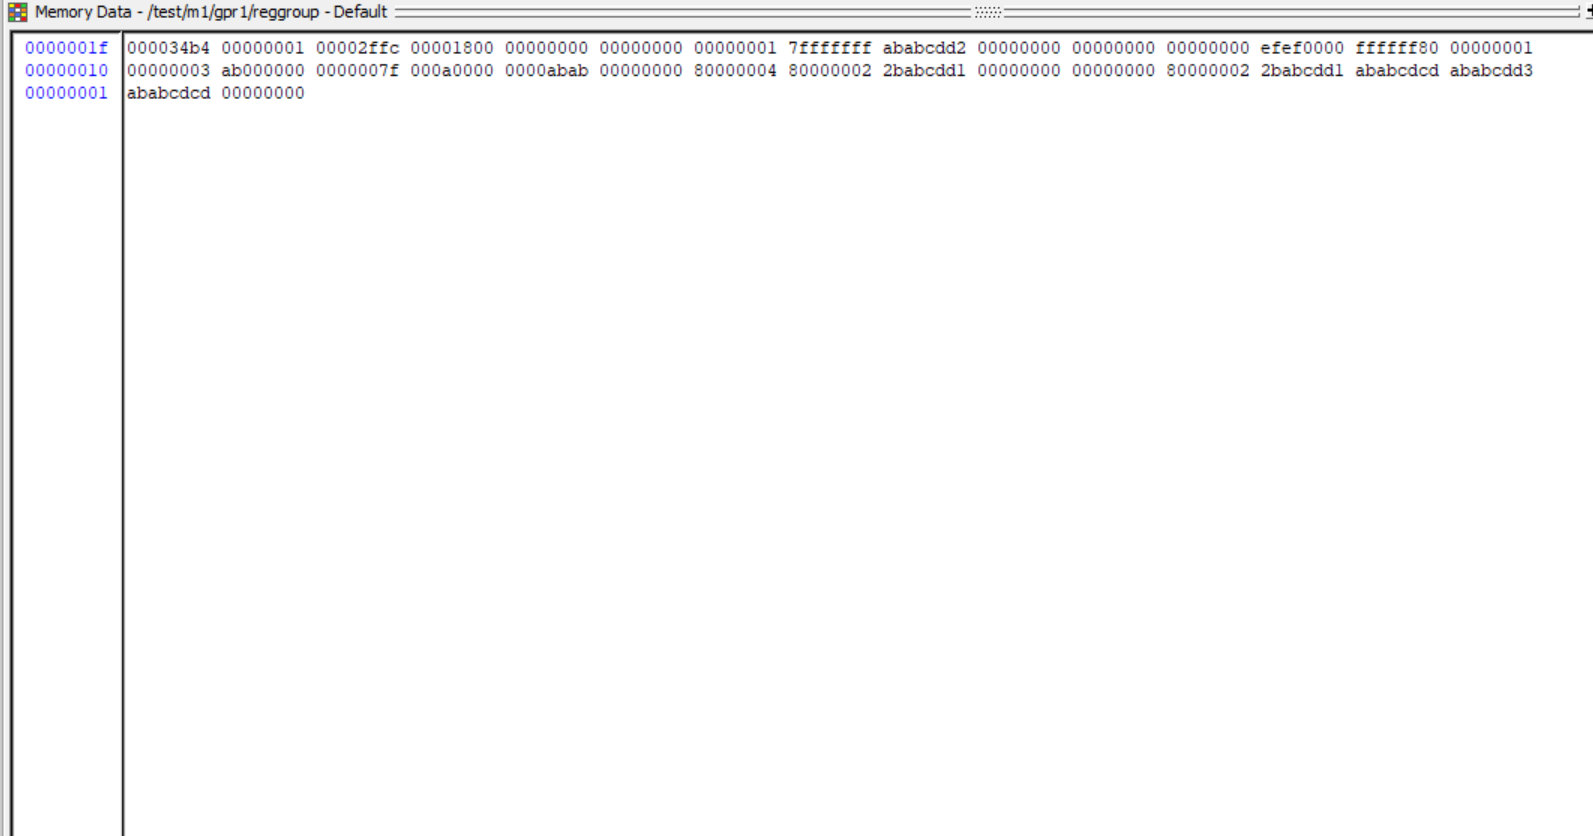 Memory Data - /test/m1/gpr1/reggroup - Default
0000001f 000034b4 00000001 00002ffc 00001800 00000000 00000000 00000001 7fffffff ababcdd2 00000000 00000000 00000000 efef0000 ffffff80 00000001
00000010 00000003 ab000000 0000007f 000a0000 0000abab 00000000 80000004 80000002 2babcdd1 00000000 00000000 80000002 2babcdd1 ababcdcd ababcdd3
00000001 ababcdcd 00000000